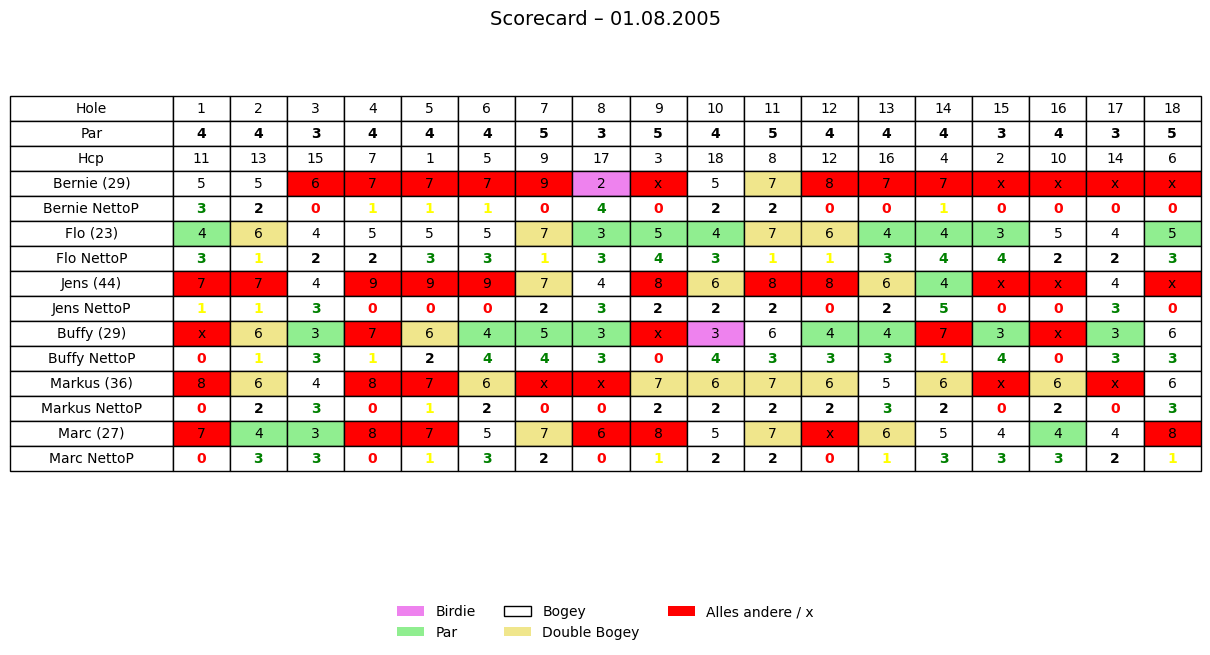 Scorecard – 01.08.2005
Hole 1 2 3 4 5 6 7 8 9 10 11 12 13 14 15 16 17 18
Par 4 4 3 4 4 4 5 3 5 4 5 4 4 4 3 4 3 5
Hcp 11 13 15 7 1 5 9 17 3 18 8 12 16 4 2 10 14 6
Bernie (29) 5 5 6 7 7 7 9 2 x 5 7 8 7 7 x x x x
Bernie NettoP 3 2 0 1 1 1 0 4 0 2 2 0 0 1 0 0 0 0
Flo (23) 4 6 4 5 5 5 7 3 5 4 7 6 4 4 3 5 4 5
Flo NettoP 3 1 2 2 3 3 1 3 4 3 1 1 3 4 4 2 2 3
Jens (44) 7 7 4 9 9 9 7 4 8 6 8 8 6 4 x x 4 x
Jens NettoP 1 1 3 0 0 0 2 3 2 2 2 0 2 5 0 0 3 0
Buffy (29) x 6 3 7 6 4 5 3 x 3 6 4 4 7 3 x 3 6
Buffy NettoP 0 1 3 1 2 4 4 3 0 4 3 3 3 1 4 0 3 3
Markus (36) 8 6 4 8 7 6 x x 7 6 7 6 5 6 x 6 x 6
Markus NettoP 0 2 3 0 1 2 0 0 2 2 2 2 3 2 0 2 0 3
Marc (27) 7 4 3 8 7 5 7 6 8 5 7 x 6 5 4 4 4 8
Marc NettoP 0 3 3 0 1 3 2 0 1 2 2 0 1 3 3 3 2 1
Birdie Bogey Alles andere / x
Par Double Bogey